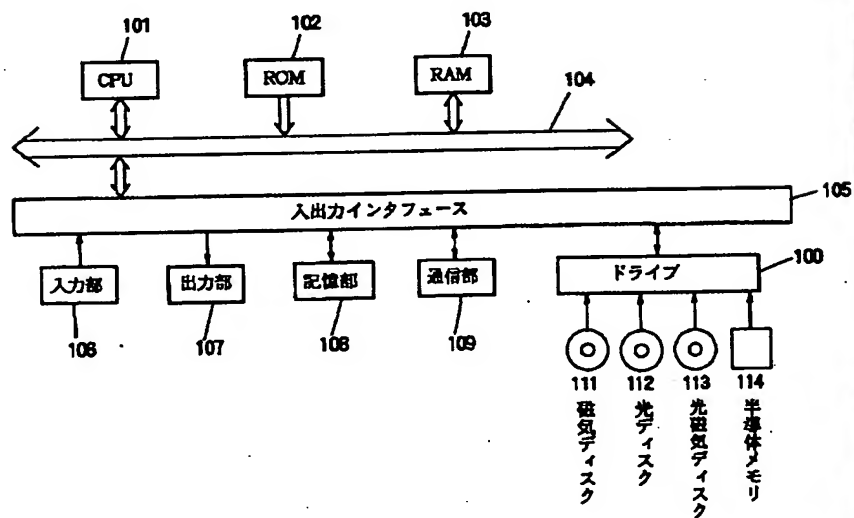 101
102
103
CPU
ROM
RAM
104
105
入出力インタフェース
入力部
出力部
記憶部
通信部
ドライブ
100
106
107
108
109
111
112
113
114
磁気ディスク
光ディスク
光磁気ディスク
半導体メモリ